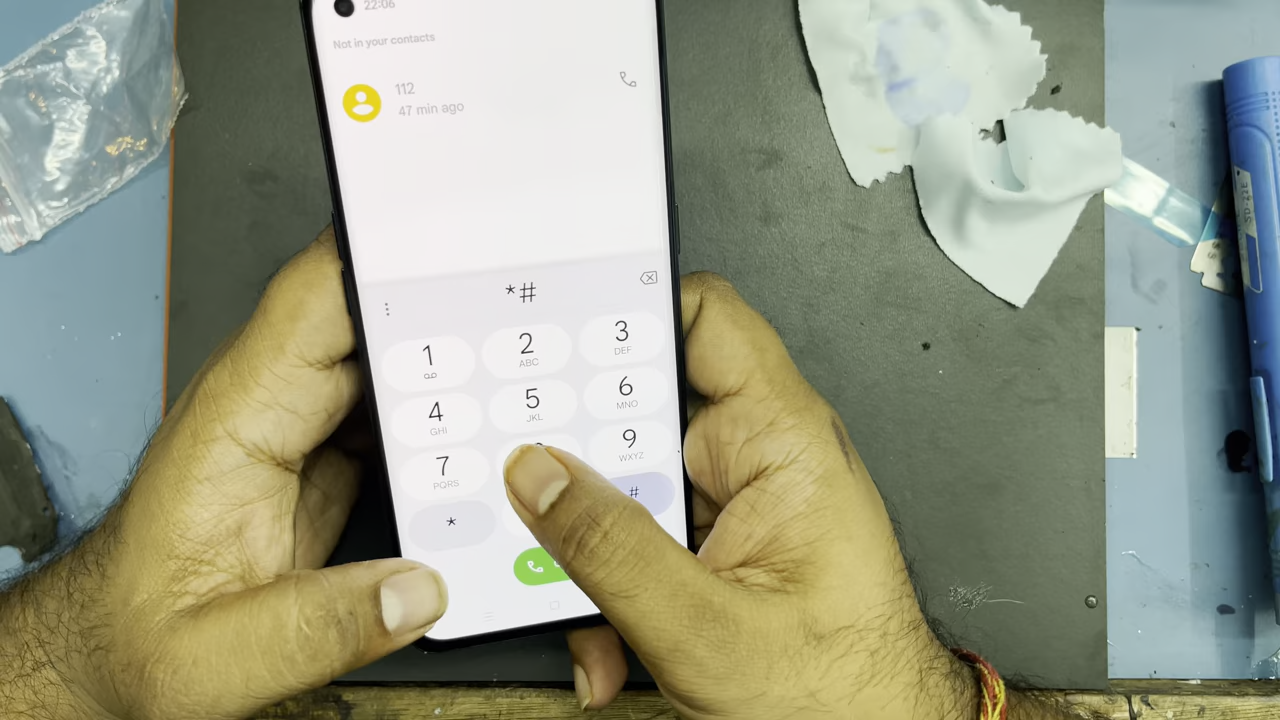 22:06
Not in your contacts
112
47 min ago
*#
1
2
ABC
3
DEF
4
GHI
5
JKL
6
MNO
7
PQRS
9
WXYZ
*
#